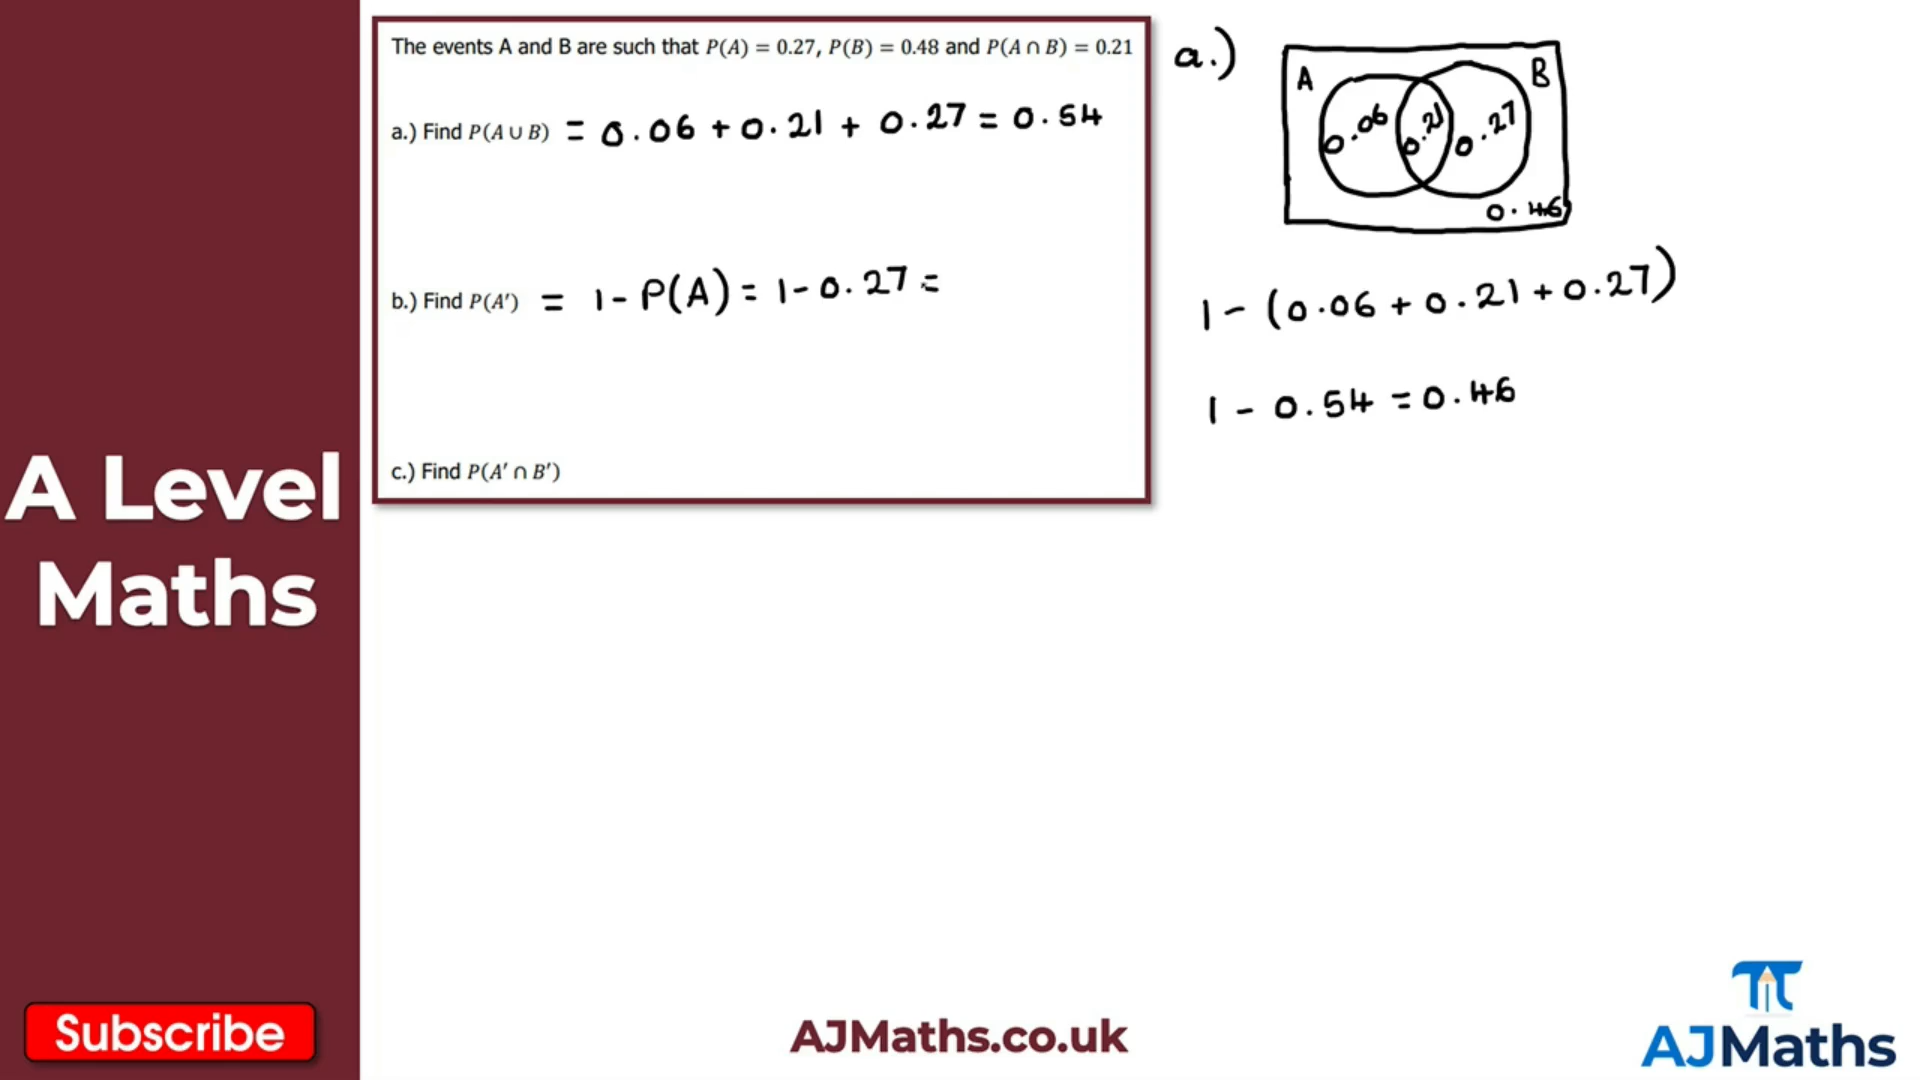 The events A and B are such that P(A) = 0.27, P(B) = 0.48 and P(A ∩ B) = 0.21
a.) Find P(A ∪ B) = 0.06 + 0.21 + 0.27 = 0.54
b.) Find P(A′) = 1 - P(A) = 1 - 0.27 =
c.) Find P(A′ ∩ B′)
a.)
A B
0.06 0.21 0.27
0.46
1 - (0.06 + 0.21 + 0.27)
1 - 0.54 = 0.46
A Level
Maths
Subscribe
AJMaths.co.uk
AJMaths